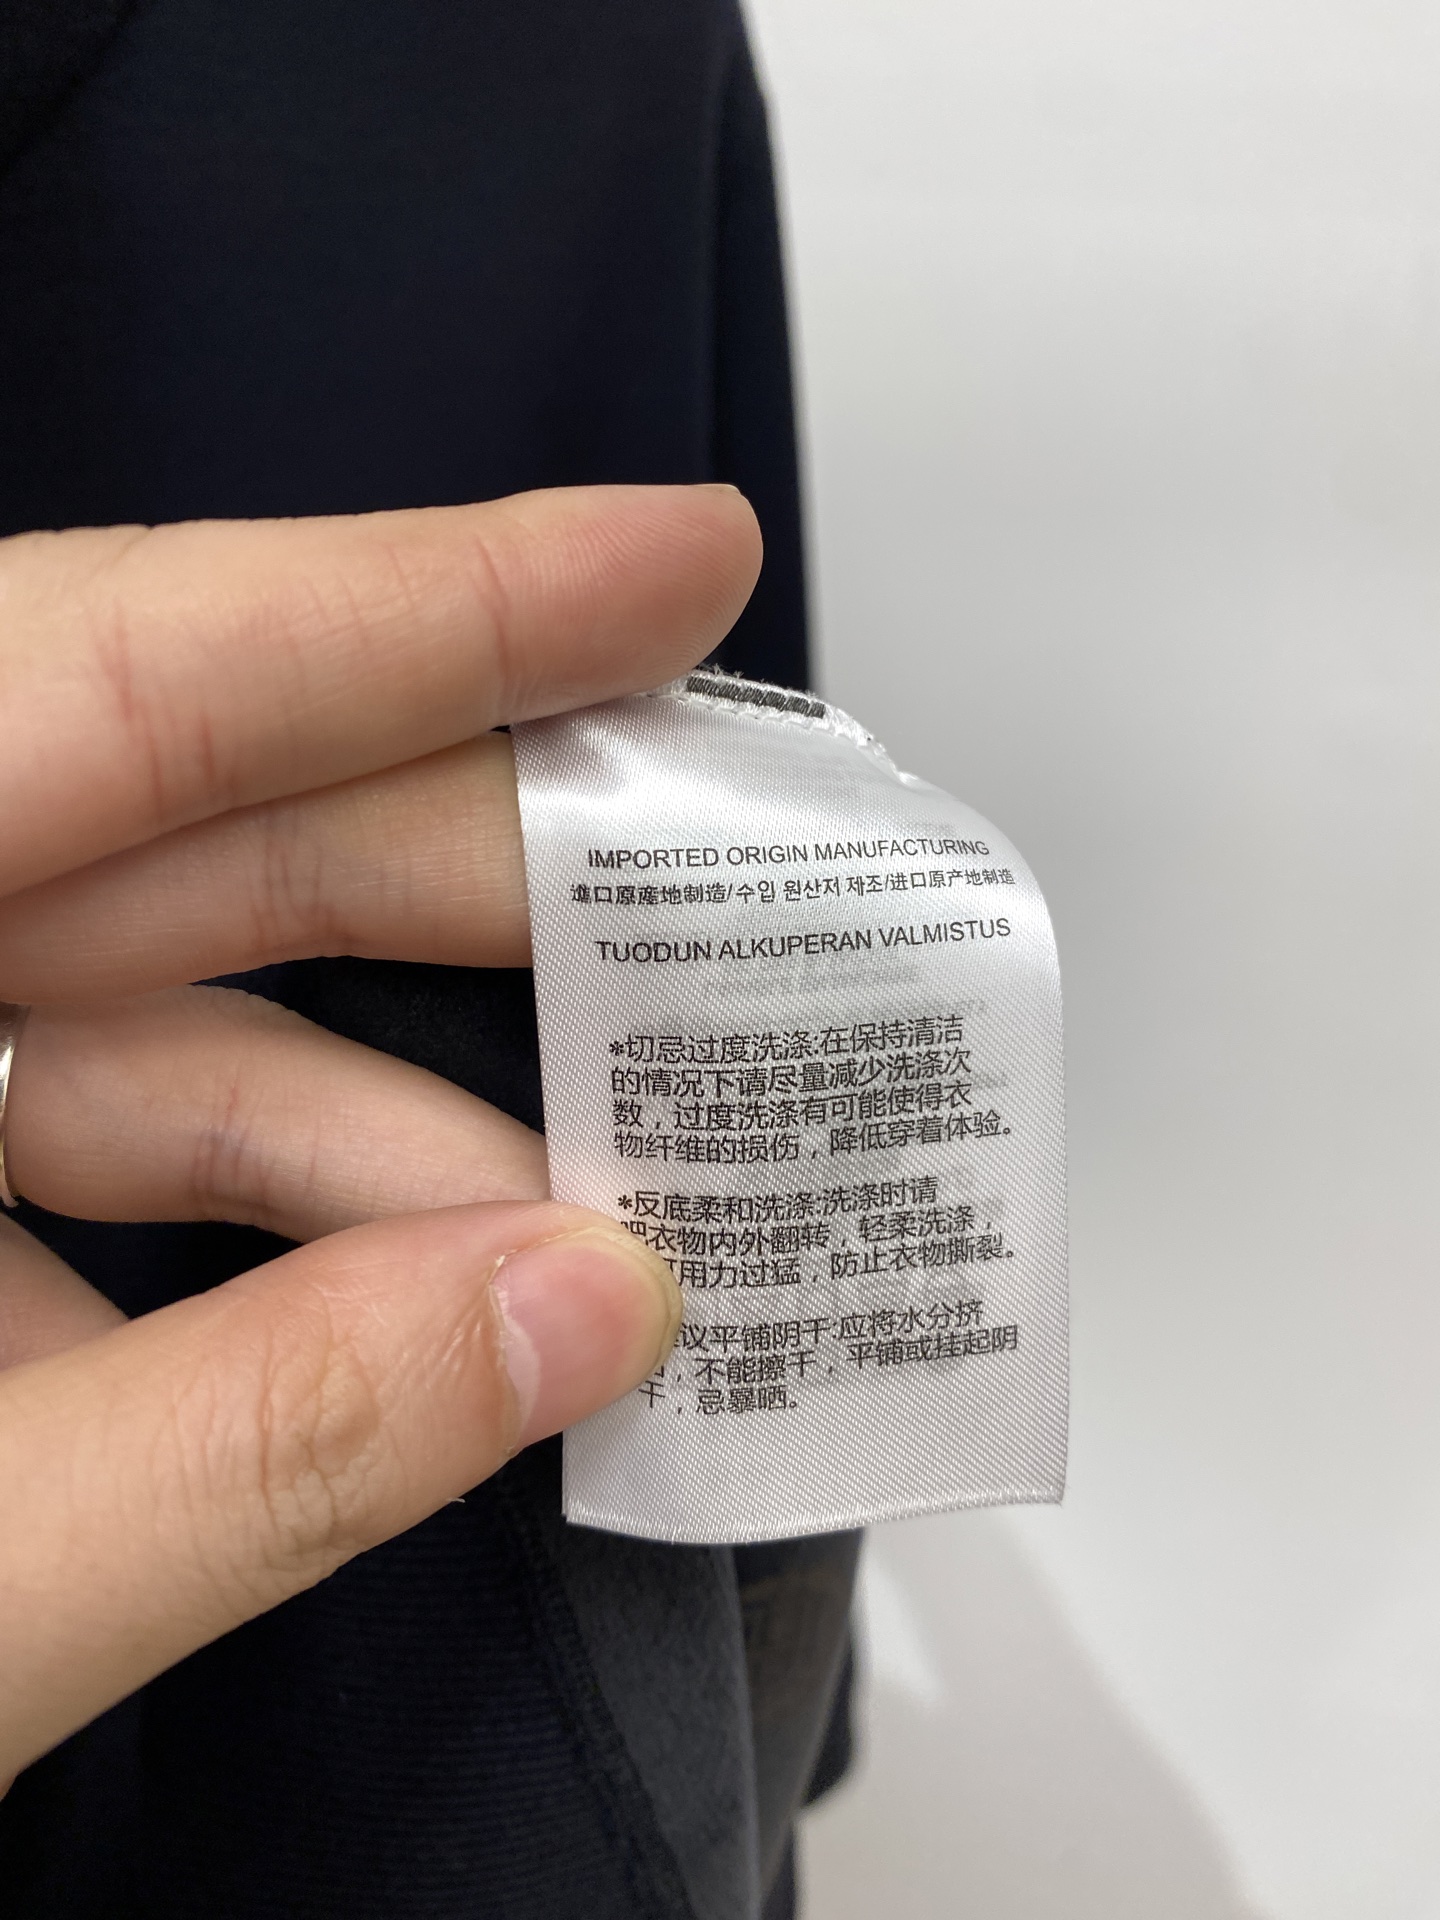 IMPORTED ORIGIN MANUFACTURING
進口原産地制造/수입 원산저 제조/进口原产地制造
TUODUN ALKUPERAN VALMISTUS
*切忌过度洗涤:在保持清洁
的情况下请尽量减少洗涤次
数，过度洗涤有可能使得衣
物纤维的损伤，降低穿着体验。
*反底柔和洗涤:洗涤时请
衣物内外翻转，轻柔洗涤，
用力过猛，防止衣物撕裂。
议平铺阴干:应将水分挤
，不能擦干，平铺或挂起阴
干，忌暴晒。